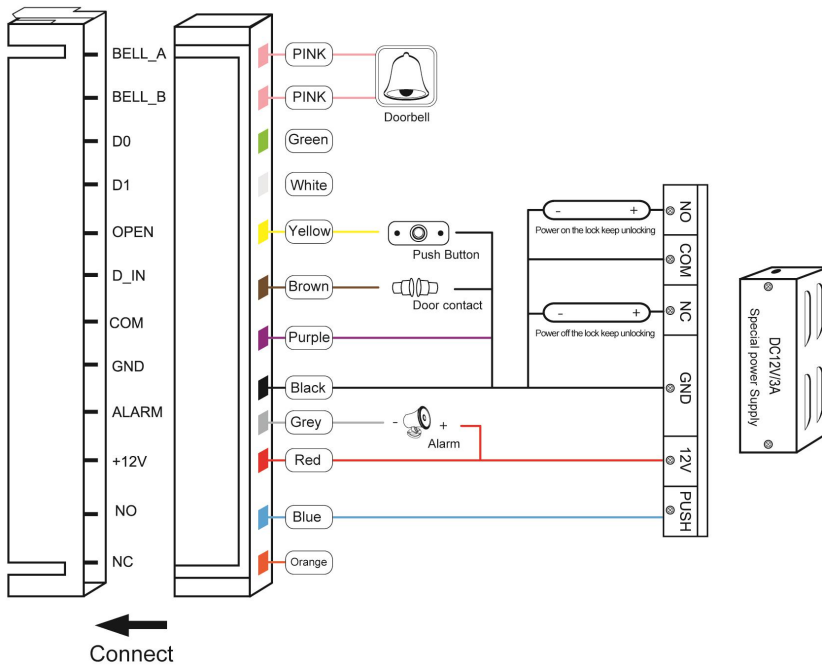 BELL_A
BELL_B
D0
D1
OPEN
D_IN
COM
GND
ALARM
+12V
NO
NC
Connect
PINK
PINK
Green
White
Yellow
Brown
Purple
Black
Grey
Red
Blue
Orange
Doorbell
Push Button
Door contact
- +
Alarm
- +
Power on the lock keep unlocking
- +
Power off the lock keep unlocking
NO
COM
NC
GND
12V
PUSH
DC12V/3A
Special power Supply